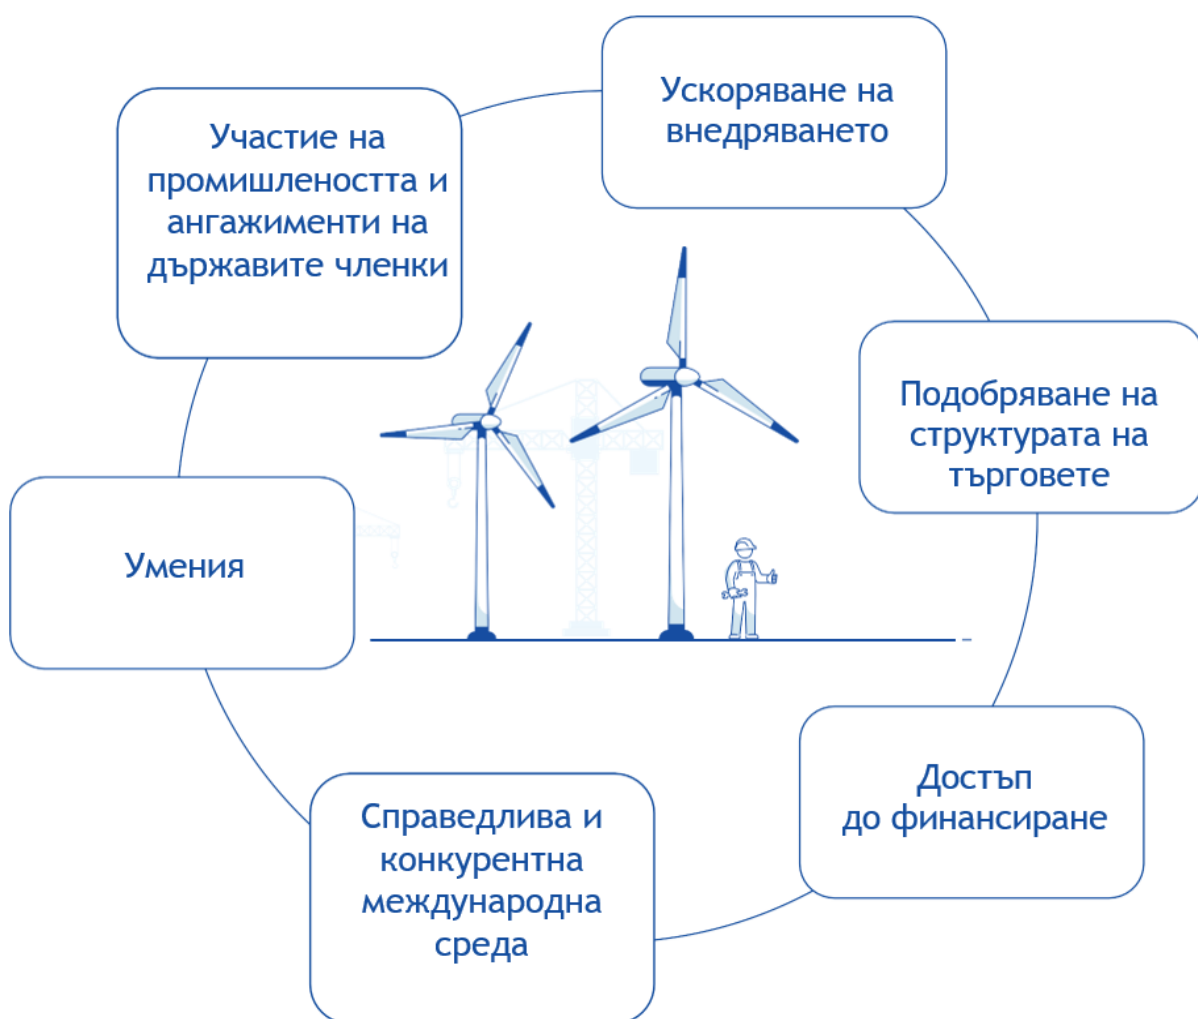 Ускоряване на
внедряването
Участие на
промишлеността и
ангажименти на
държавите членки
Подобряване на
структурата на
търговете
Умения
Достъп
до финансиране
Справедлива и
конкурентна
международна
среда